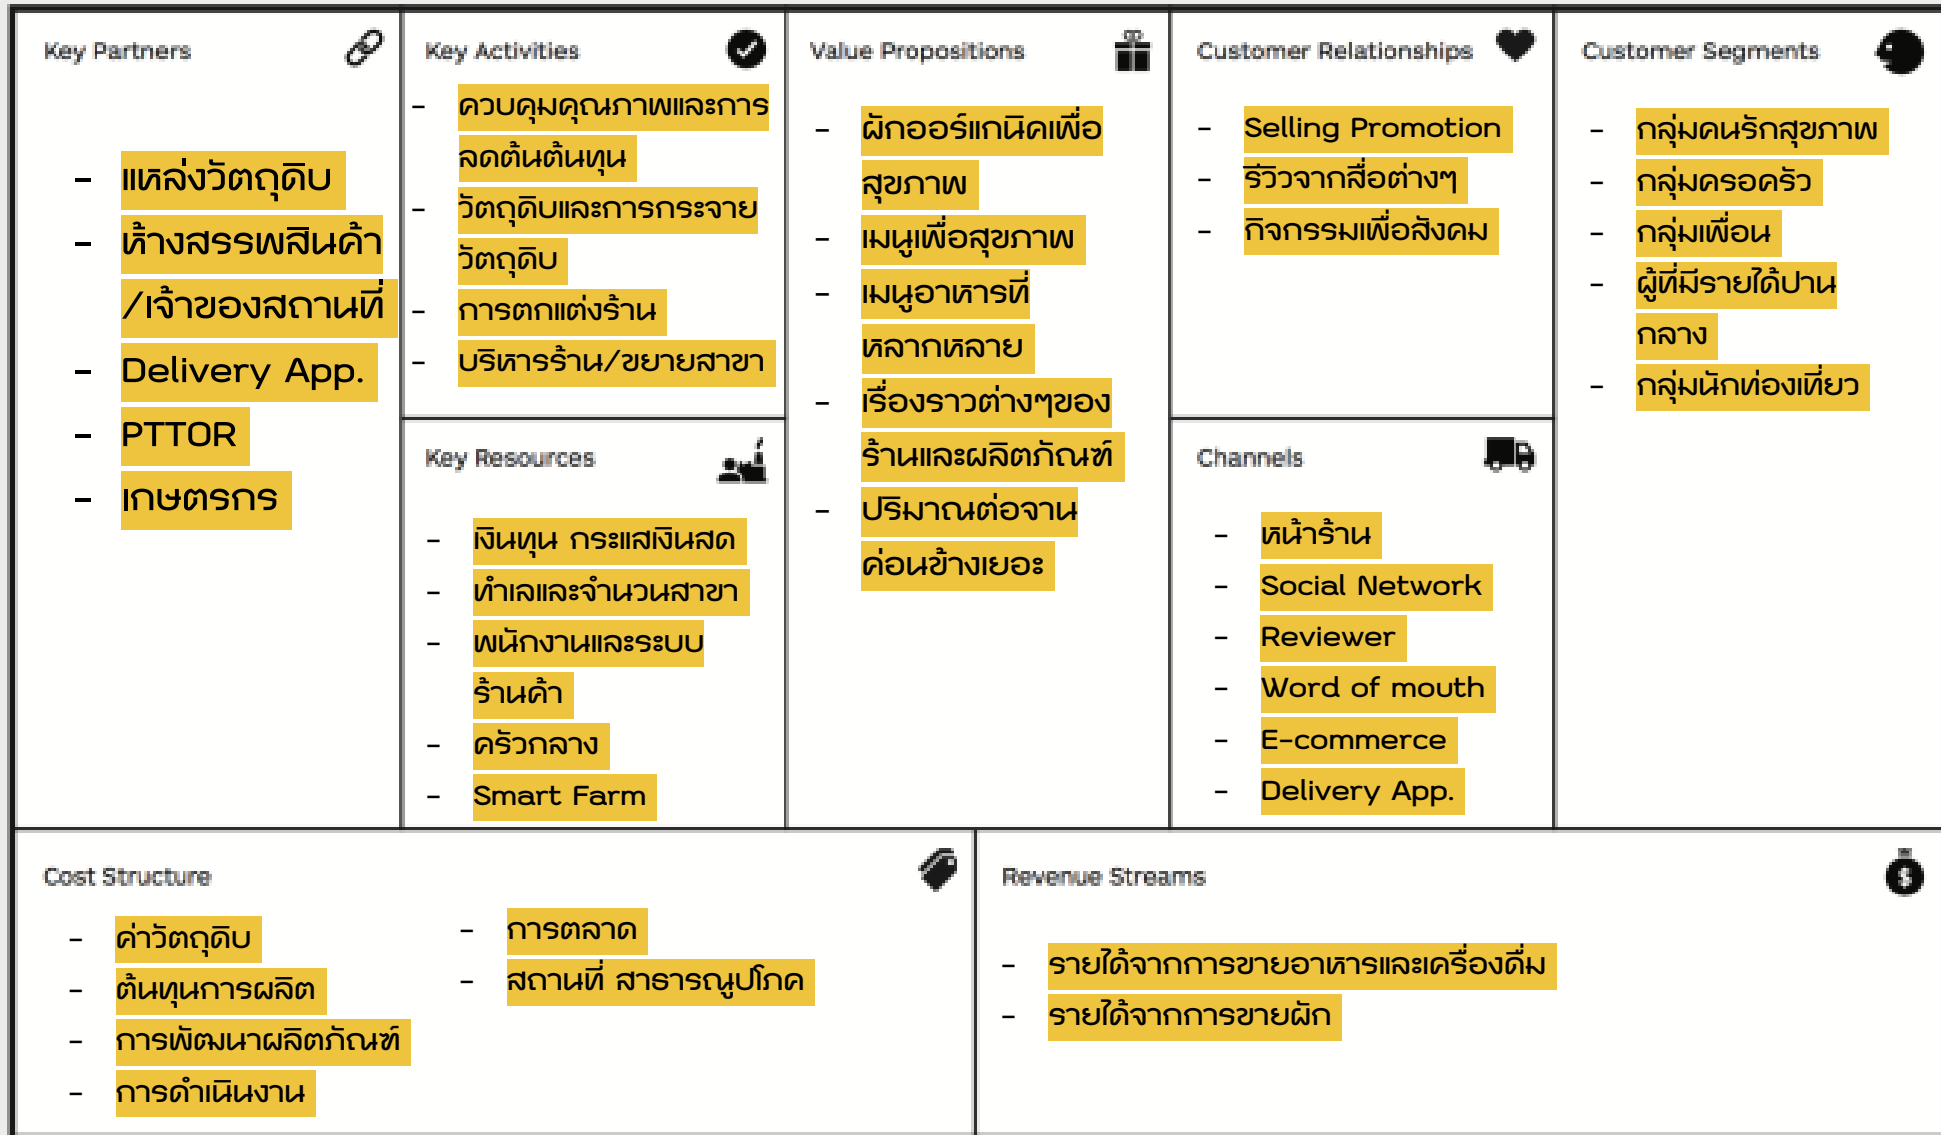 Key Partners
- แหล่งวัตถุดิบ
- ห้างสรรพสินค้า
/เจ้าของสถานที่
- Delivery App.
- PTTOR
- เกษตรกร
Key Activities
- ควบคุมคุณภาพและการ
ลดต้นต้นทุน
- วัตถุดิบและการกระจาย
วัตถุดิบ
- การตกแต่งร้าน
- บริหารร้าน/ขยายสาขา
Key Resources
- เงินทุน กระแสเงินสด
- ทำเลและจำนวนสาขา
- พนักงานและระบบ
ร้านค้า
- ครัวกลาง
- Smart Farm
Value Propositions
- ผักออร์แกนิคเพื่อ
สุขภาพ
- เมนูเพื่อสุขภาพ
- เมนูอาหารที่
หลากหลาย
- เรื่องราวต่างๆของ
ร้านและผลิตภัณฑ์
- ปริมาณต่อจาน
ค่อนข้างเยอะ
Customer Relationships
- Selling Promotion
- รีวิวจากสื่อต่างๆ
- กิจกรรมเพื่อสังคม
Channels
- หน้าร้าน
- Social Network
- Reviewer
- Word of mouth
- E-commerce
- Delivery App.
Customer Segments
- กลุ่มคนรักสุขภาพ
- กลุ่มครอครัว
- กลุ่มเพื่อน
- ผู้ที่มีรายได้ปาน
กลาง
- กลุ่มนักท่องเที่ยว
Cost Structure
- ค่าวัตถุดิบ
- ต้นทุนการผลิต
- การพัฒนาผลิตภัณฑ์
- การดำเนินงาน
- การตลาด
- สถานที่ สาธารณูปโภค
Revenue Streams
- รายได้จากการขายอาหารและเครื่องดื่ม
- รายได้จากการขายผัก